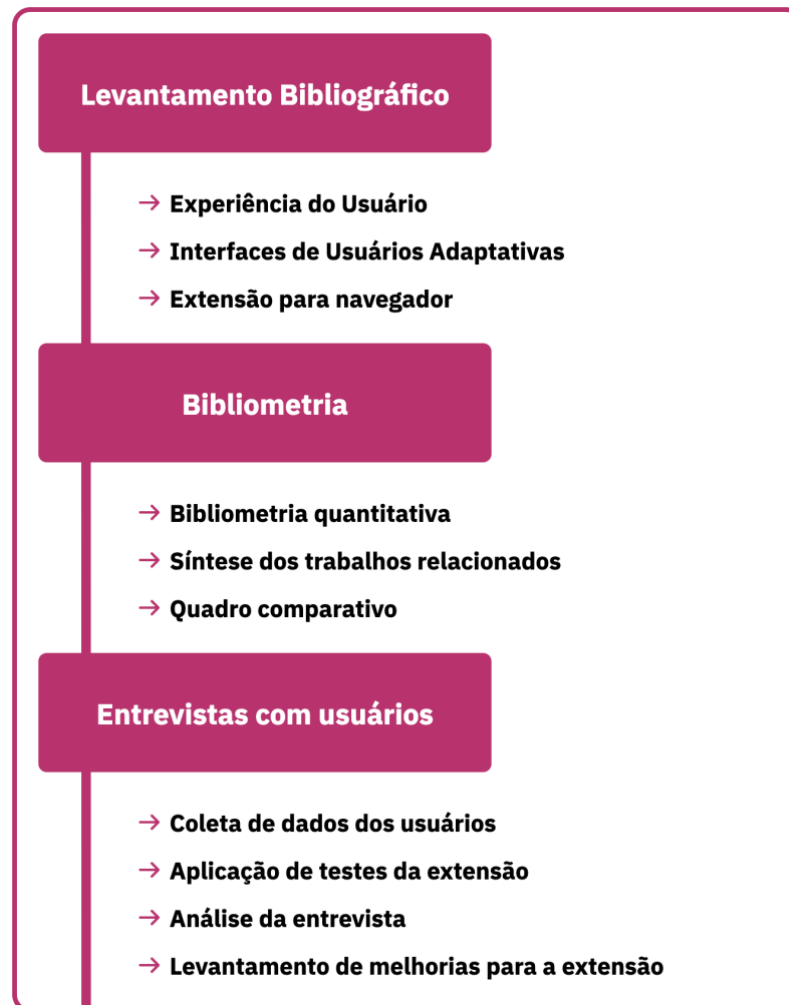 Levantamento Bibliográfico
→ Experiência do Usuário
→ Interfaces de Usuários Adaptativas
→ Extensão para navegador
Bibliometria
→ Bibliometria quantitativa
→ Síntese dos trabalhos relacionados
→ Quadro comparativo
Entrevistas com usuários
→ Coleta de dados dos usuários
→ Aplicação de testes da extensão
→ Análise da entrevista
→ Levantamento de melhorias para a extensão